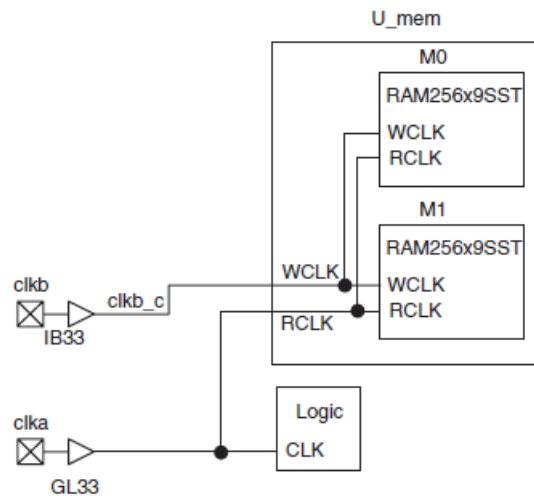 U_mem
M0
RAM256x9SST
WCLK
RCLK
M1
RAM256x9SST
WCLK
WCLK
RCLK
RCLK
clkb
clkb_c
IB33
clka
GL33
Logic
CLK